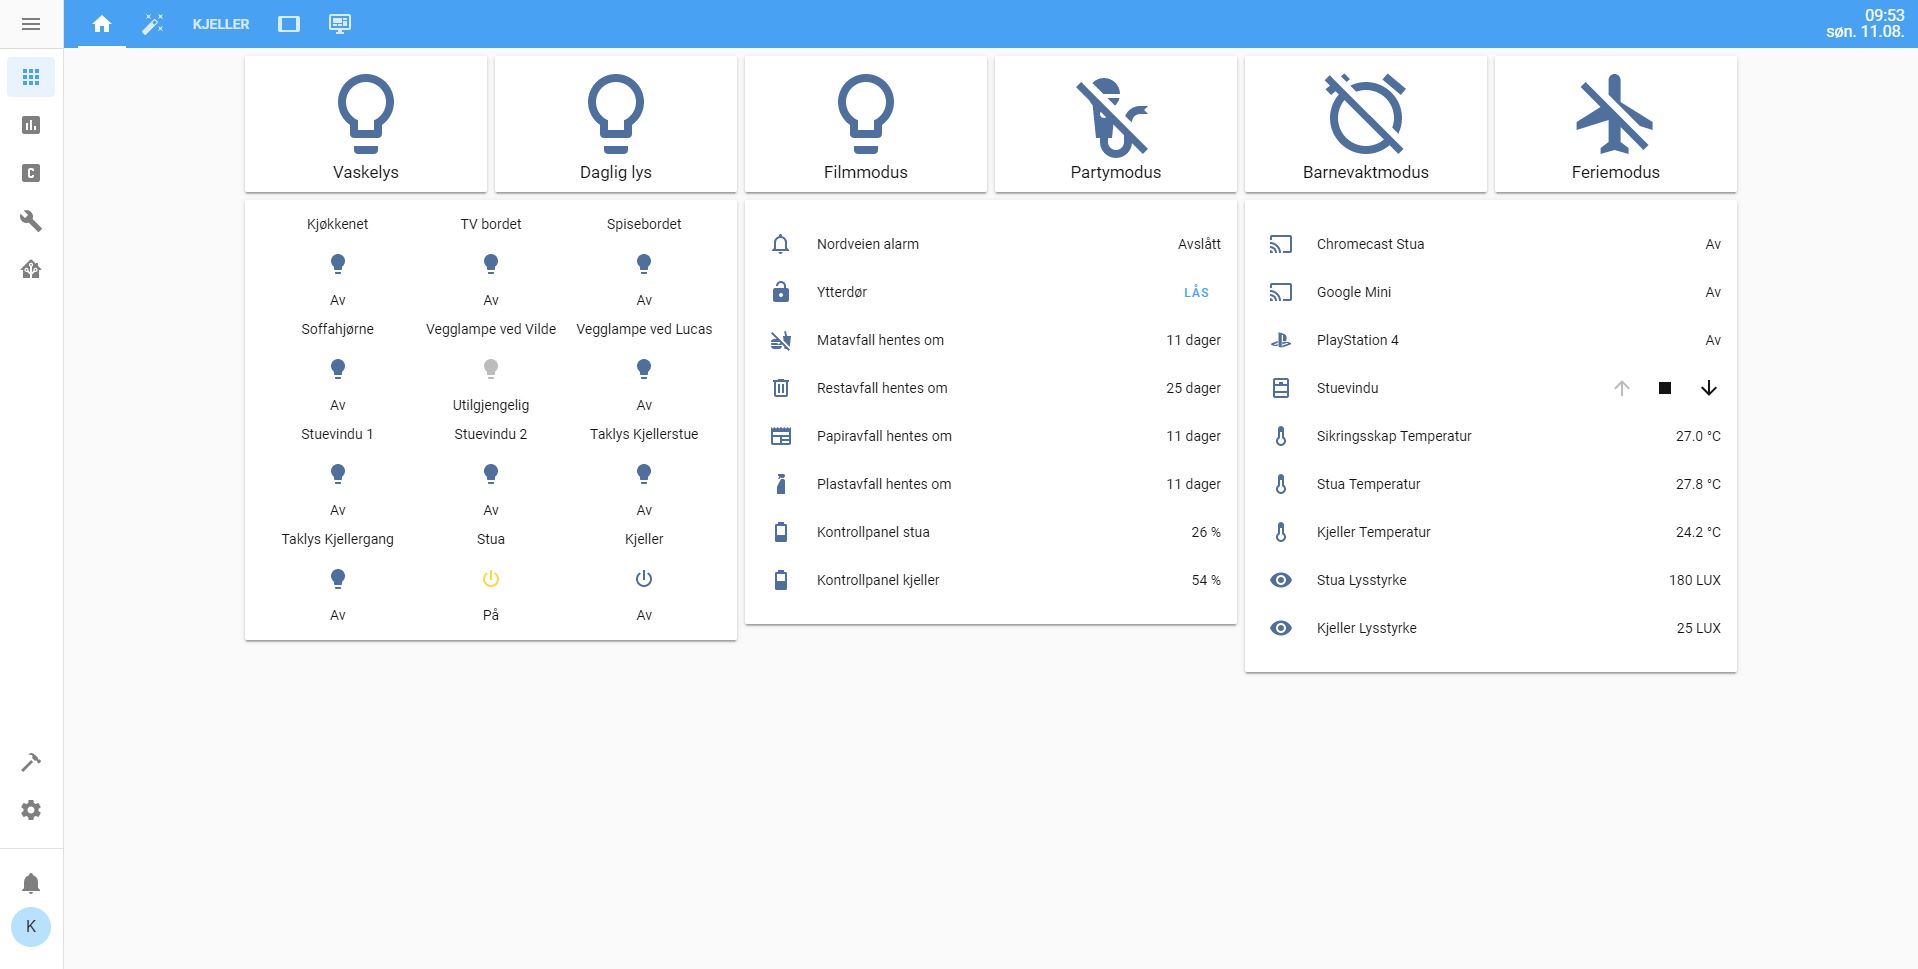 KJELLER
09:53
søn. 11.08.
C
Vaskelys
Daglig lys
Filmmodus
Partymodus
Barnevaktmodus
Feriemodus
Kjøkkenet TV bordet Spisebordet
Av Av Av
Soffahjørne Vegglampe ved Vilde Vegglampe ved Lucas
Av Utilgjengelig Av
Stuevindu 1 Stuevindu 2 Taklys Kjellerstue
Av Av Av
Taklys Kjellergang Stua Kjeller
Av På Av
Nordveien alarm Avslått
Ytterdør LÅS
Matavfall hentes om 11 dager
Restavfall hentes om 25 dager
Papiravfall hentes om 11 dager
Plastavfall hentes om 11 dager
Kontrollpanel stua 26 %
Kontrollpanel kjeller 54 %
Chromecast Stua Av
Google Mini Av
PlayStation 4 Av
Stuevindu
Sikringsskap Temperatur 27.0 °C
Stua Temperatur 27.8 °C
Kjeller Temperatur 24.2 °C
Stua Lysstyrke 180 LUX
Kjeller Lysstyrke 25 LUX
K